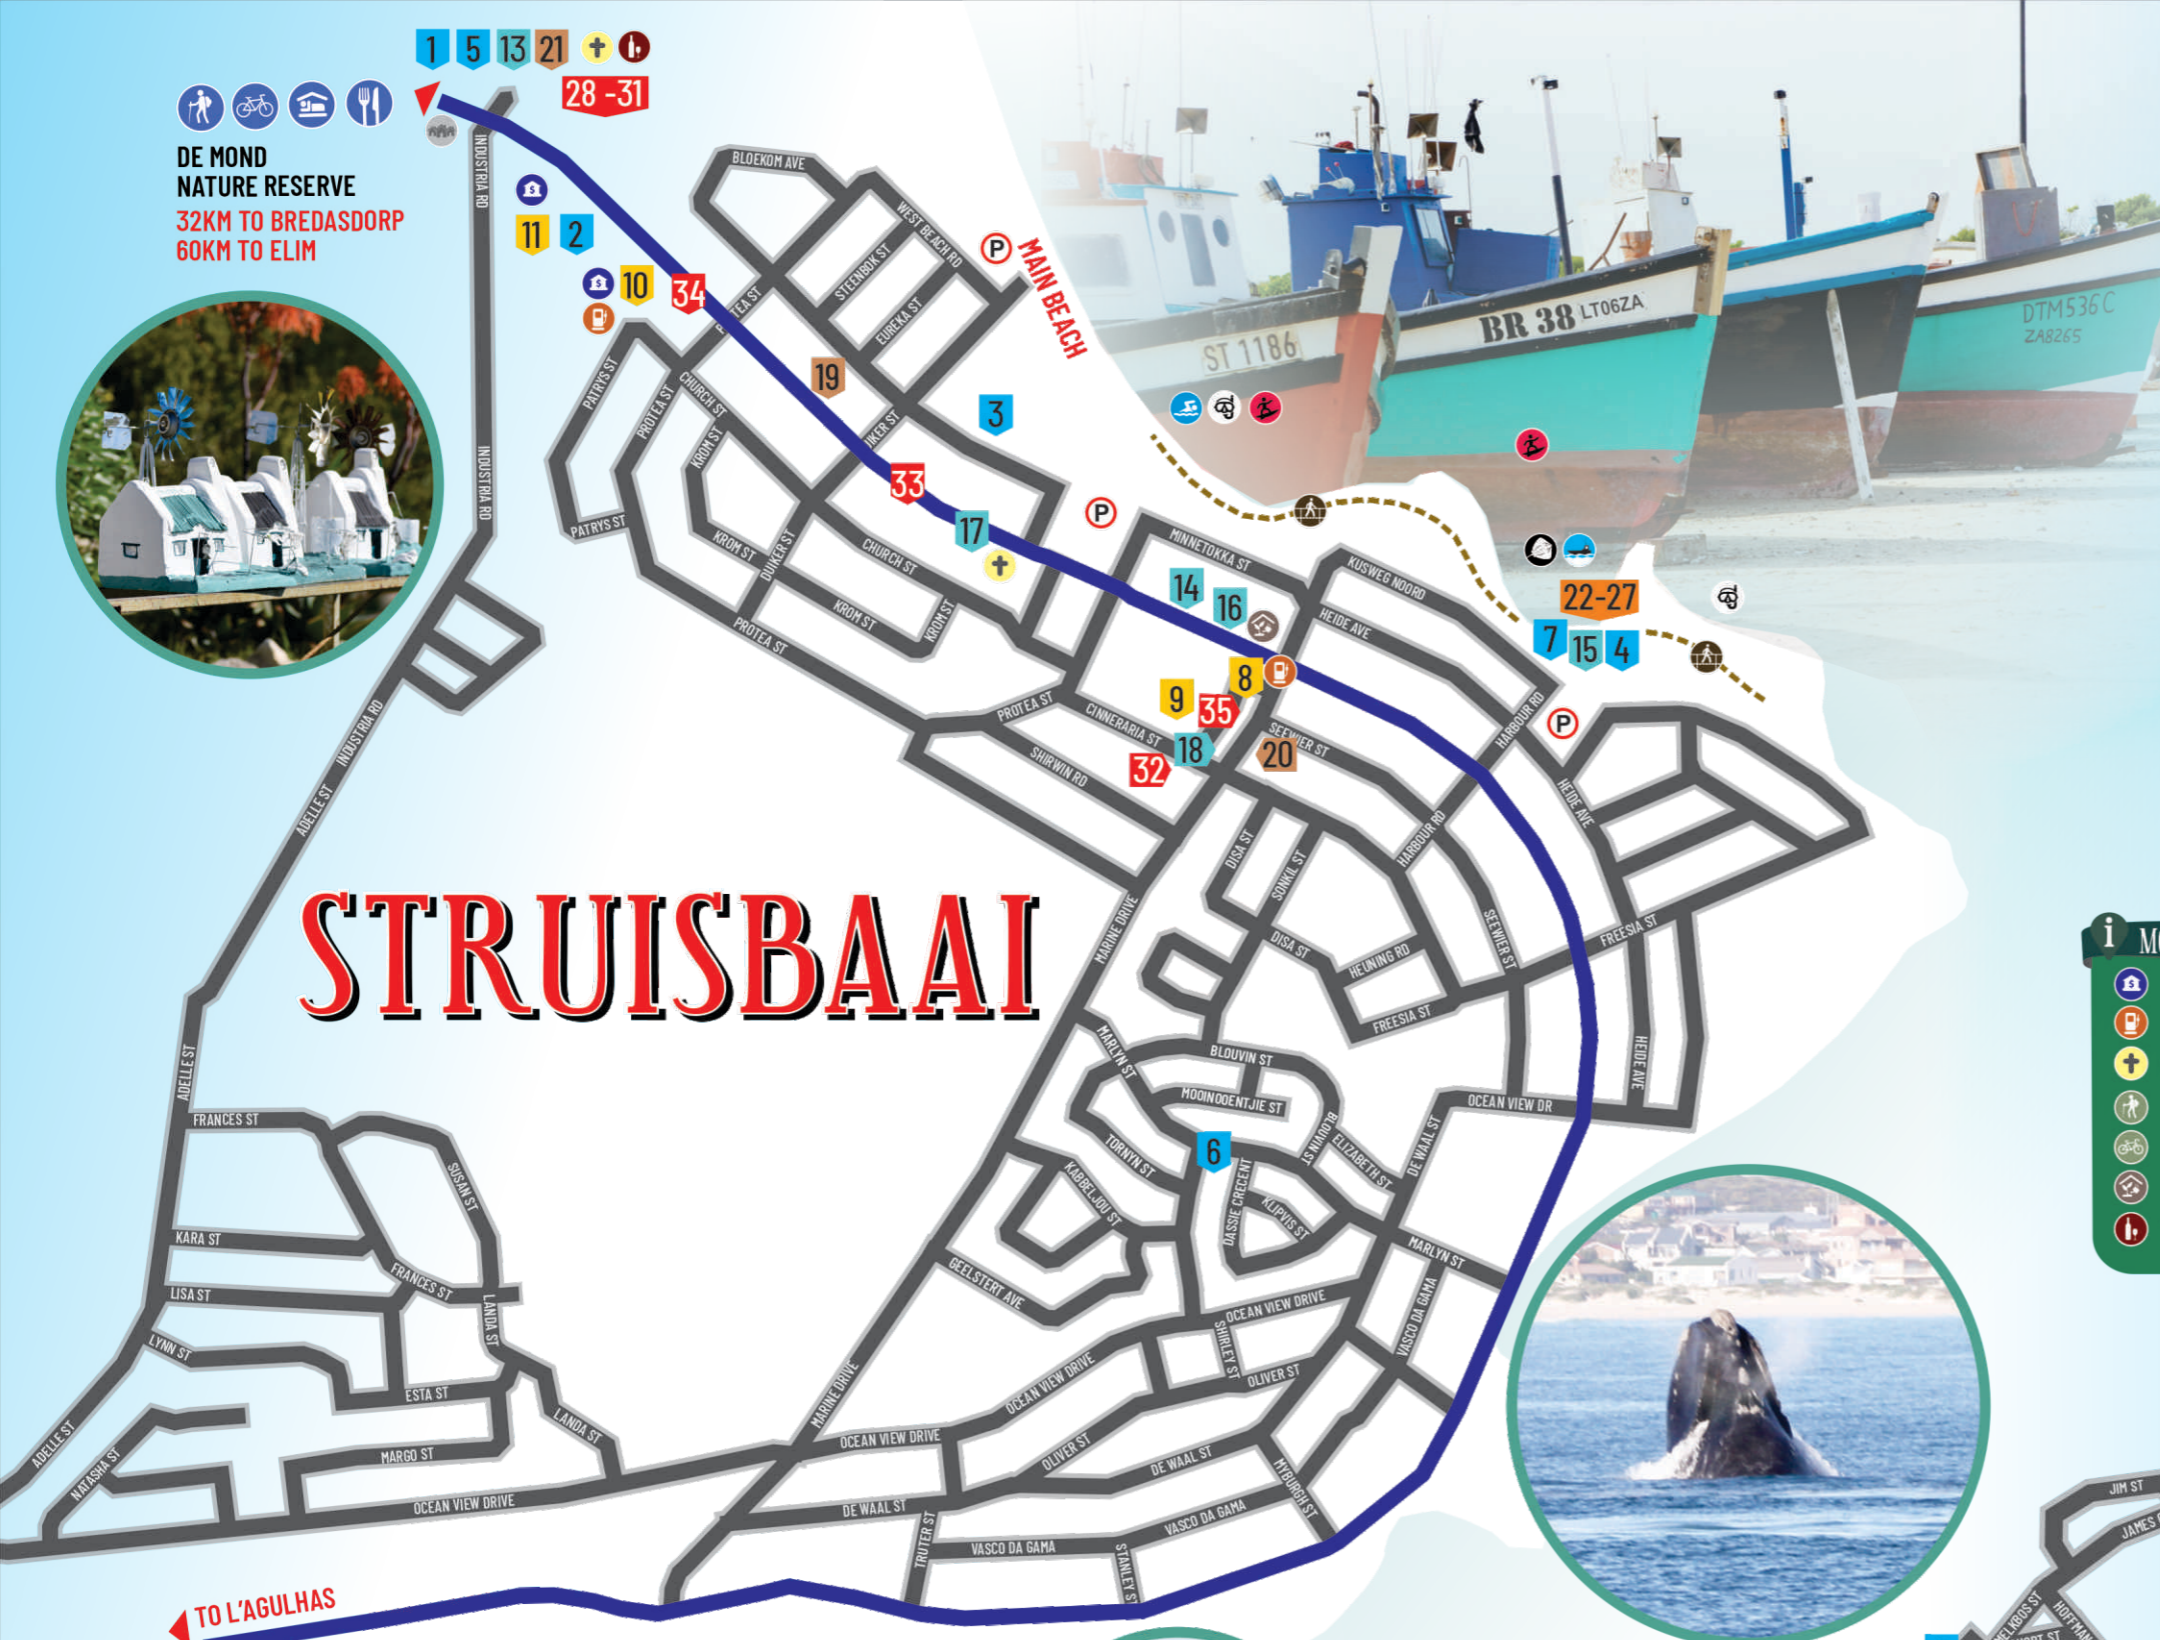 1 5 13 21
28 -31
DE MOND
NATURE RESERVE
32KM TO BREDASDORP
60KM TO ELIM
INDUSTRIA RD
11 2
10
34
BLOEKOM AVE
WEST BEACH RD
STEENBOK ST
EUREKA ST
P
MAIN BEACH
ST 1186
BR 38 LT06ZA
DTM536C
ZA8265
PATRYS ST
PROTEA ST
CHURCH ST
KROM ST
19
3
33
17
INDUSTRIA RD
PATRYS ST
KROM ST
DUIKER ST
CHURCH ST
KROM ST
KROM ST
PROTEA ST
P
MINNETOKKA ST
KUSWEG NOORD
14
16
HEIDE AVE
22-27
7 15 4
8
9
35
18
32
20
PROTEA ST
CINNERARIA ST
SHIRWIN RD
SEEWIER ST
HARBOUR RD
P
HEIDE AVE
INDUSTRIA RD
ADELLE ST
DISA ST
SONKIL ST
HARBOUR RD
STRUISBAAI
MARINE DRIVE
DISA ST
HEUNING RD
SEEWIER ST
FREESIA ST
FREESIA ST
HEIDE AVE
i
ADELLE ST
MARLYN ST
BLOUVIN ST
MOOINOOENTJIE ST
BLOUVIN ST
ELIZABETH ST
DE WAAL ST
OCEAN VIEW DR
FRANCES ST
SUSAN ST
KARA ST
FRANCES ST
LISA ST
LANDA ST
LYNN ST
ESTA ST
LANDA ST
MARGO ST
ADELLE ST
NATASHA ST
OCEAN VIEW DRIVE
TORNYN ST
6
KABBELJOU ST
DASSIE CRECENT
KLIPVIS ST
MARLYN ST
GEELSTERT AVE
OCEAN VIEW DRIVE
VASCO DA GAMA
SHIRLEY ST
OLIVER ST
OCEAN VIEW DRIVE
MARINE DRIVE
OCEAN VIEW DRIVE
OLIVER ST
DE WAAL ST
MYBURGH ST
DE WAAL ST
TRUTER ST
VASCO DA GAMA
VASCO DA GAMA
STANLEY ST
TO L'AGULHAS
JIM ST
JAMES